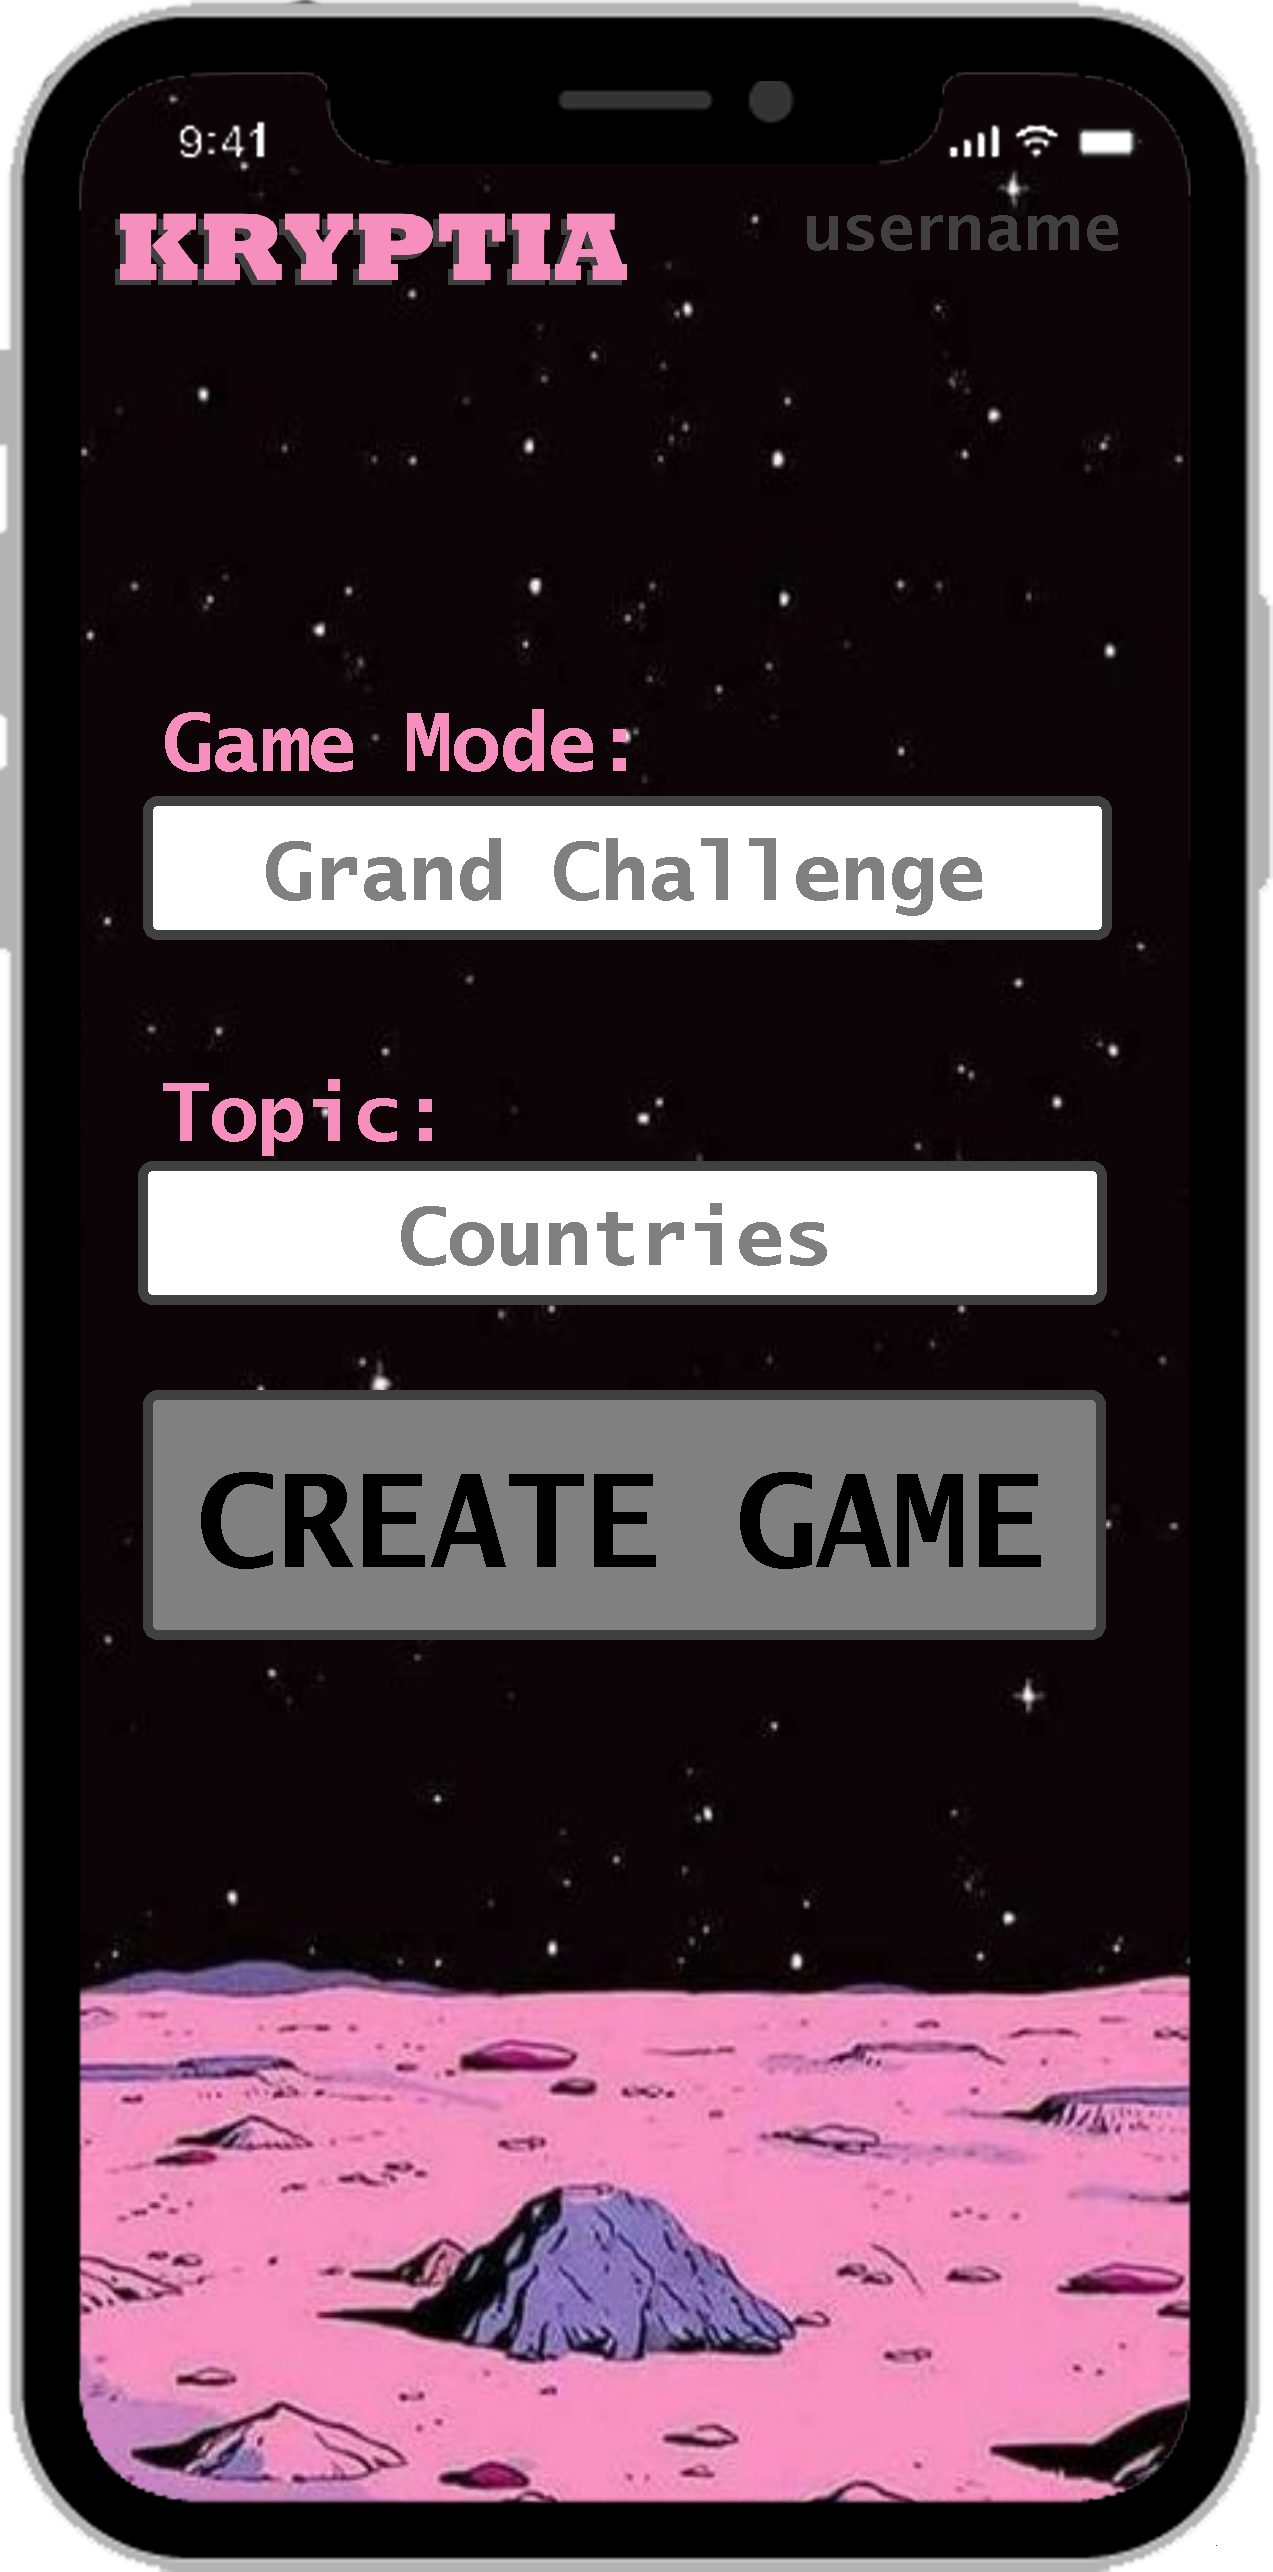 9:41
KRYPTIA
username
Game Mode:
Grand Challenge
Topic:
Countries
CREATE GAME